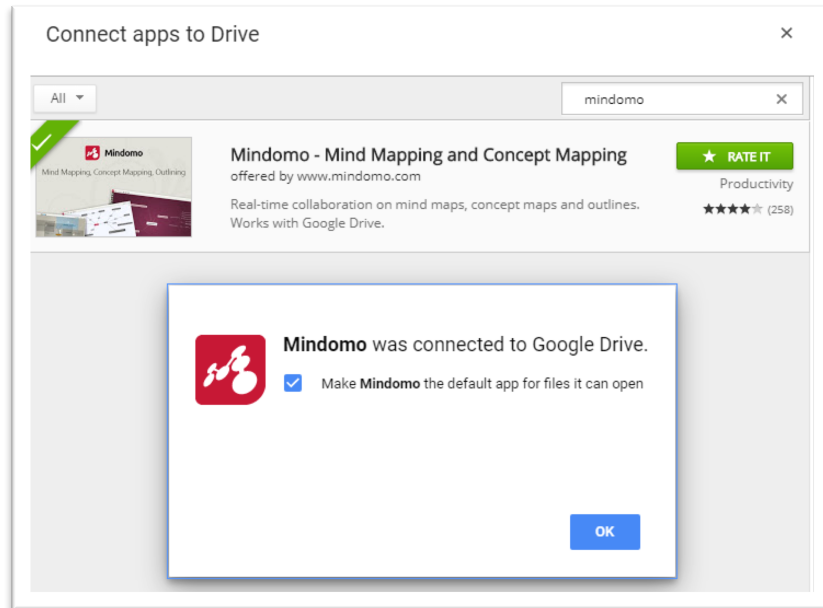 Connect apps to Drive
All
mindomo
Mindomo
Mind Mapping, Concept Mapping, Outlining
Mindomo - Mind Mapping and Concept Mapping
offered by www.mindomo.com
Real-time collaboration on mind maps, concept maps and outlines.
Works with Google Drive.
RATE IT
Productivity
(258)
Mindomo was connected to Google Drive.
Make Mindomo the default app for files it can open
OK